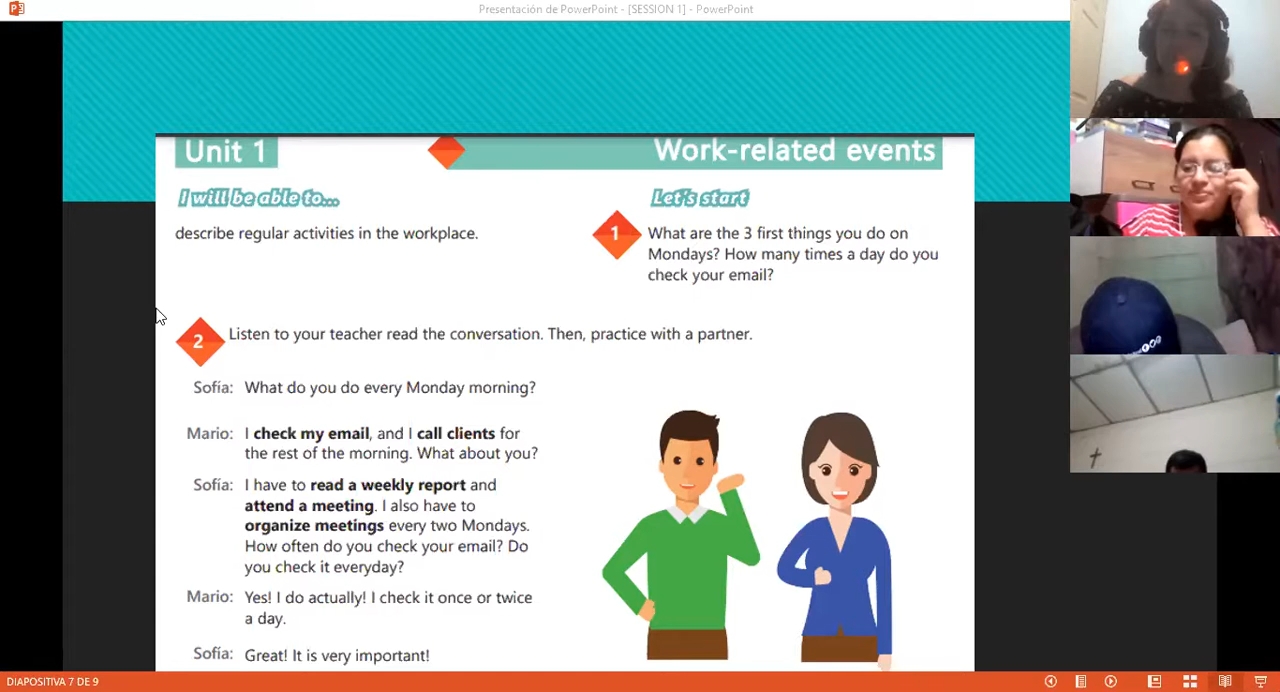 Presentación de PowerPoint - [SESSION 1] - PowerPoint
Unit 1
Work-related events
I will be able to...
describe regular activities in the workplace.
Let's start
1
What are the 3 first things you do on
Mondays? How many times a day do you
check your email?
2
Listen to your teacher read the conversation. Then, practice with a partner.
Sofía: What do you do every Monday morning?
Mario: I check my email, and I call clients for
the rest of the morning. What about you?
Sofía: I have to read a weekly report and
attend a meeting. I also have to
organize meetings every two Mondays.
How often do you check your email? Do
you check it everyday?
Mario: Yes! I do actually! I check it once or twice
a day.
Sofía: Great! It is very important!
DIAPOSITIVA 7 DE 9